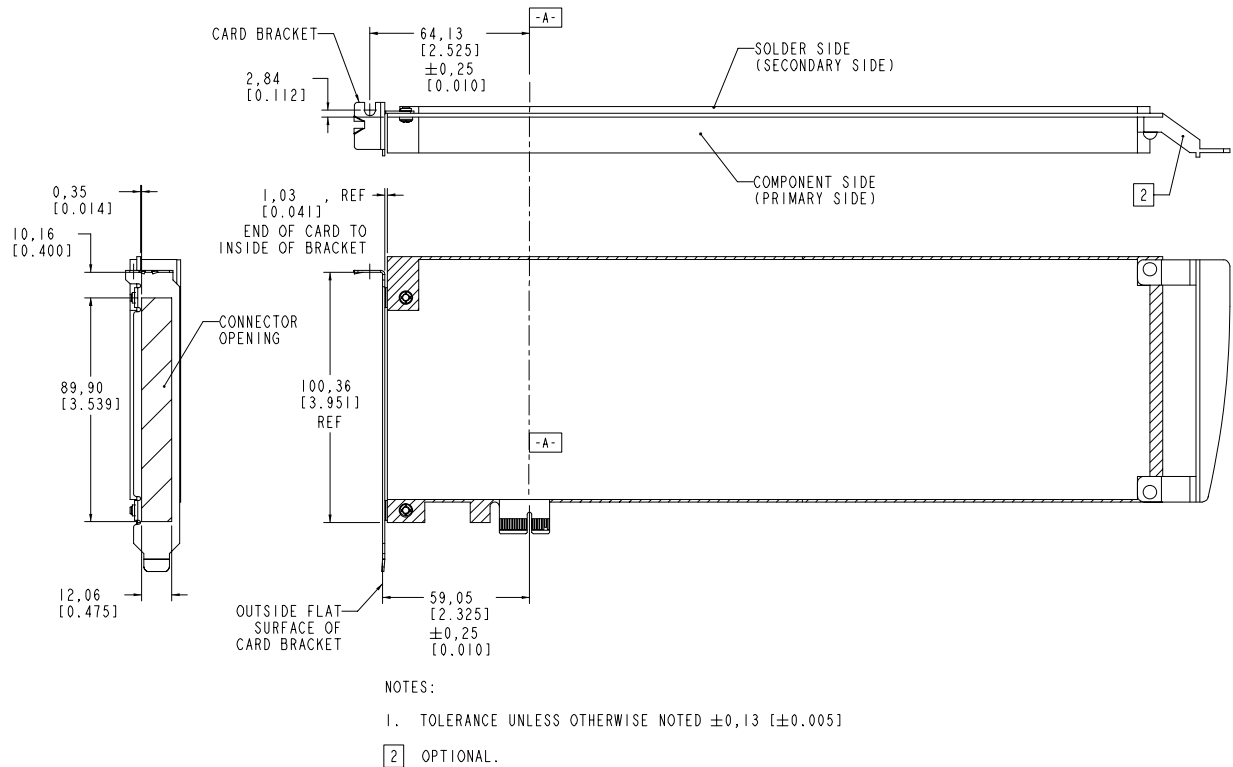 -A-
CARD BRACKET
64,13
[2.525]
±0,25
[0.010]
SOLDER SIDE
(SECONDARY SIDE)
2,84
[0.112]
COMPONENT SIDE
(PRIMARY SIDE)
2
0,35
[0.014]
1,03 , REF
[0.041]
END OF CARD TO
INSIDE OF BRACKET
10,16
[0.400]
CONNECTOR
OPENING
89,90
[3.539]
100,36
[3.951]
REF
-A-
12,06
[0.475]
OUTSIDE FLAT
SURFACE OF
CARD BRACKET
59,05
[2.325]
±0,25
[0.010]
NOTES:
1. TOLERANCE UNLESS OTHERWISE NOTED ±0,13 [±0.005]
2 OPTIONAL.